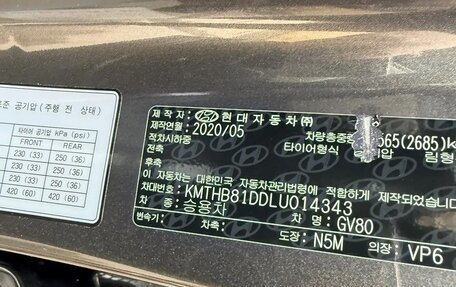 준 공기압(주행 전 상태)
타이어 공기압 kPa (psi)
FRONT REAR
230 (33) 250 (36)
230 (33) 250 (36)
230 (33) 250 (36)
420 (60) 420 (60)
제 작 자: 현대자동차㈜
제작연월: 2020/05
차량총중 565(2685)k
적차시하중 타이어형식 압 림형
전축
후축
이 자동차는 대한민국 자동차관리법령에 적합하게 제작되었습
차대번호: KMTHB81DDLU014343
차 종: 승용차 차 명: GV80
변속기: 차축: 도장: N5M 의장: VP6